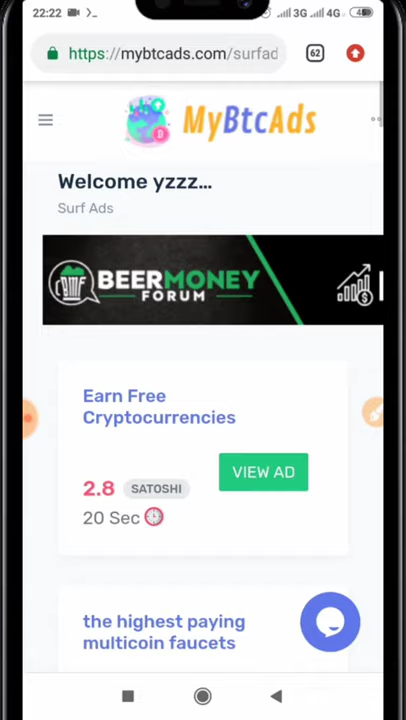 22:22 3G 4G 48
https://mybtcads.com/surfad 62
MyBtcAds
Welcome yzzz...
Surf Ads
BEERMONEY
FORUM
Earn Free
Cryptocurrencies
VIEW AD
2.8 SATOSHI
20 Sec
the highest paying
multicoin faucets